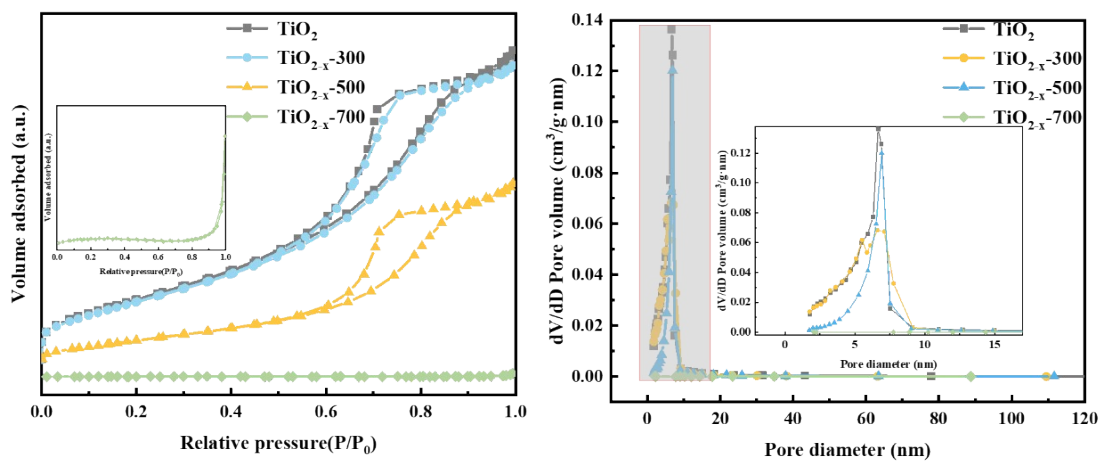 TiO2
TiO2-x-300
TiO2-x-500
TiO2-x-700
Volume adsorbed (a.u.)
Volume adsorbed (a.u.)
0.0 0.2 0.4 0.6 0.8 1.0
Relative pressure(P/P0)
0.0 0.2 0.4 0.6 0.8 1.0
Relative pressure(P/P0)
TiO2
TiO2-x-300
TiO2-x-500
TiO2-x-700
dV/dD Pore volume (cm3/g·nm)
0.14
0.12
0.10
0.08
0.06
0.04
0.02
0.00
dV/dD Pore volume (cm3/g·nm)
0.12
0.10
0.08
0.06
0.04
0.02
0.00
0 5 10 15
Pore diameter (nm)
0 20 40 60 80 100 120
Pore diameter (nm)